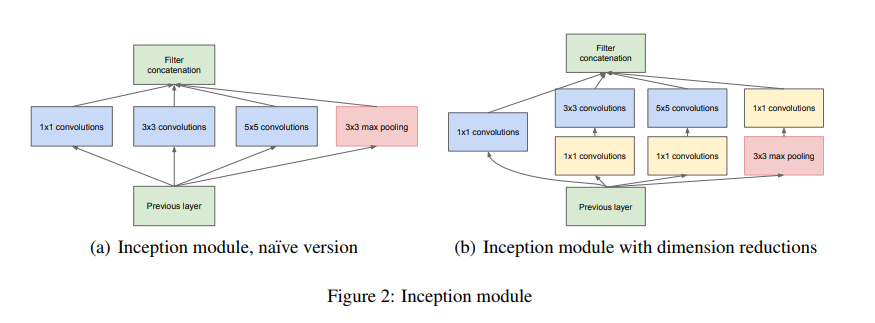 Filter
concatenation
1x1 convolutions
3x3 convolutions
5x5 convolutions
3x3 max pooling
Previous layer
(a) Inception module, naïve version
Filter
concatenation
3x3 convolutions
5x5 convolutions
1x1 convolutions
1x1 convolutions
1x1 convolutions
1x1 convolutions
3x3 max pooling
Previous layer
(b) Inception module with dimension reductions
Figure 2: Inception module